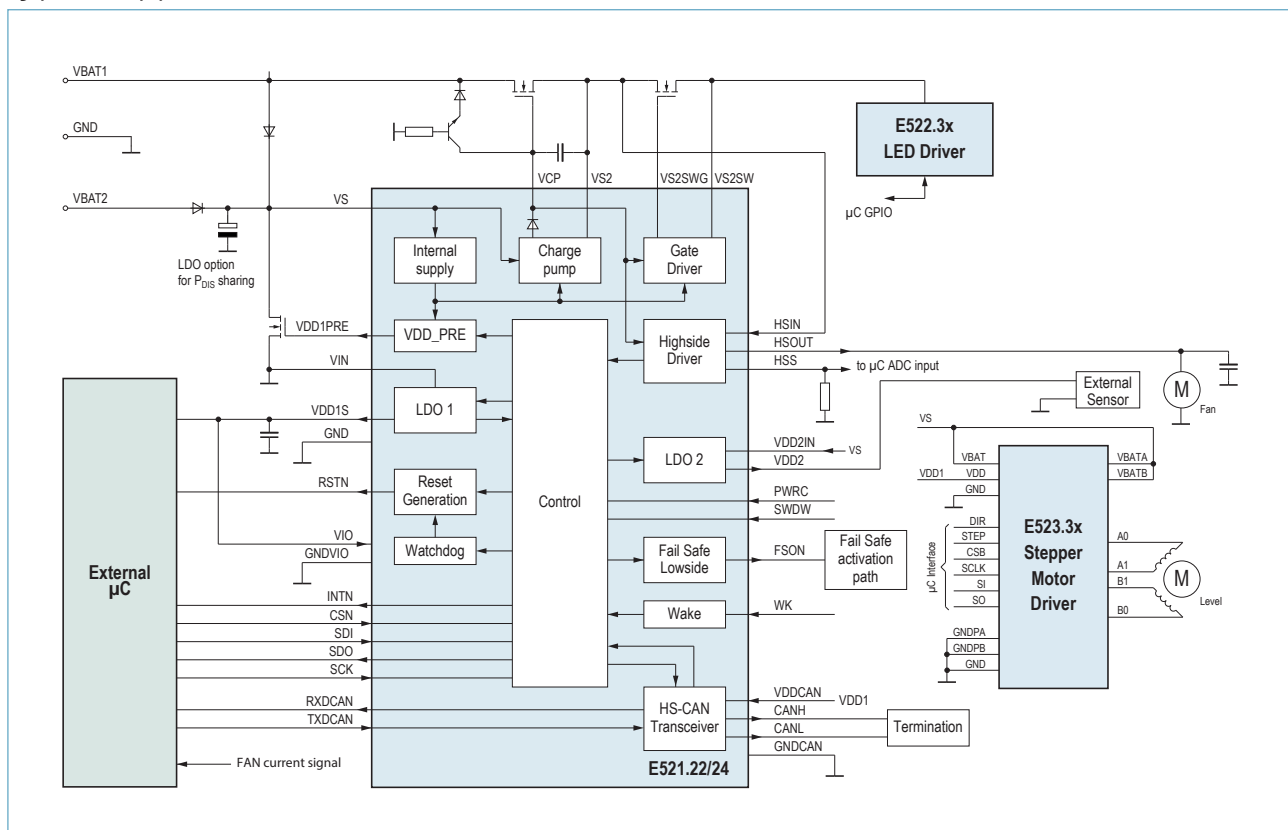 VBAT1
GND
VBAT2
VS
LDO option
for PDIS sharing
VCP
VS2
VS2SWG
VS2SW
E522.3x
LED Driver
µC GPIO
Internal
supply
Charge
pump
Gate
Driver
VDD1PRE
VDD_PRE
VIN
Highside
Driver
HSIN
HSOUT
HSS
to µC ADC input
M
Fan
External
Sensor
External
µC
VDD1S
GND
LDO 1
Control
LDO 2
VDD2IN
VS
VDD2
RSTN
Reset
Generation
PWRC
SWDW
VIO
GNDVIO
Watchdog
Fail Safe
Lowside
FSON
Fail Safe
activation
path
INTN
CSN
SDI
SDO
SCK
Wake
WK
RXDCAN
TXDCAN
HS-CAN
Transceiver
VDDCAN
VDD1
CANH
CANL
GNDCAN
Termination
FAN current signal
E521.22/24
VS
VBAT
VDD1
VDD
GND
µC Interface
DIR
STEP
CSB
SCLK
SI
SO
GNDPA
GNDPB
GND
E523.3x
Stepper
Motor
Driver
VBATA
VBATB
A0
A1
B1
B0
M
Level